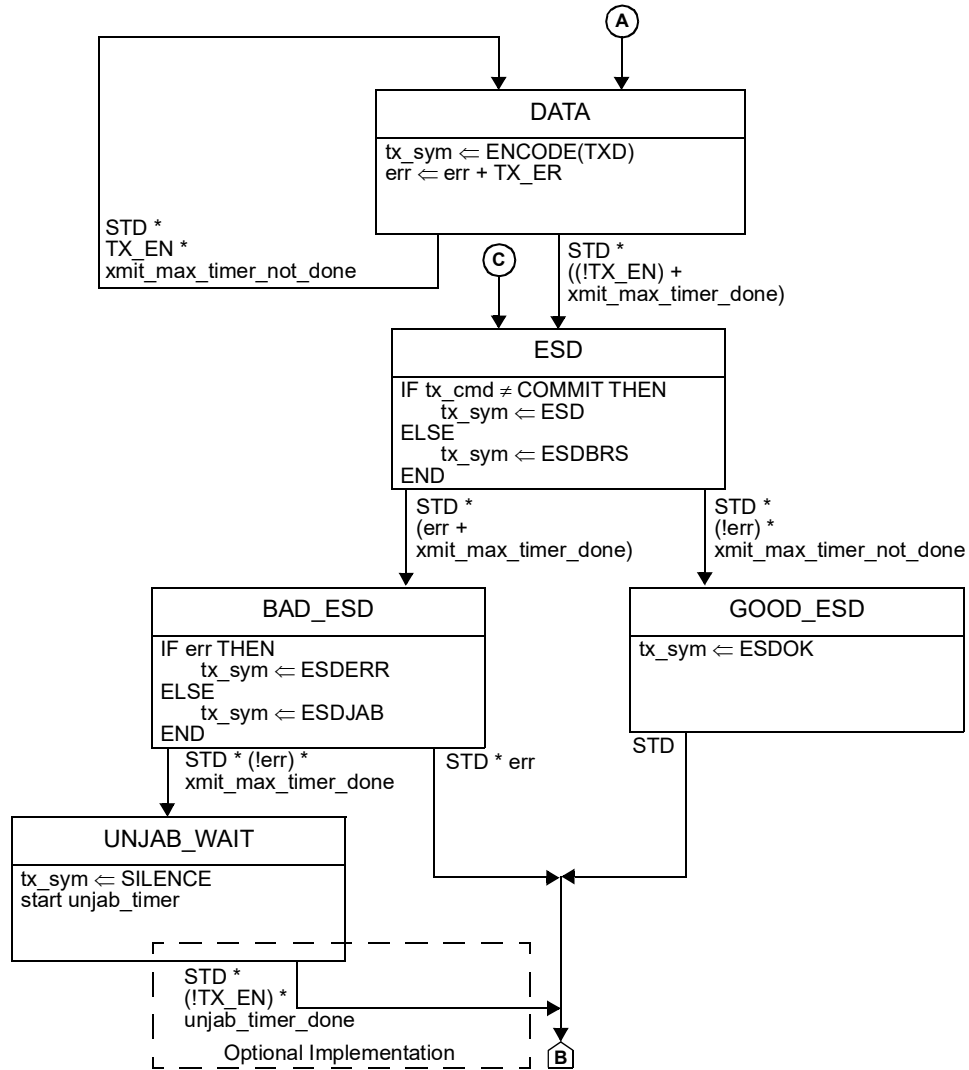 A
DATA
tx_sym ⇐ ENCODE(TXD)
err ⇐ err + TX_ER
STD *
TX_EN *
xmit_max_timer_not_done
C
STD *
((!TX_EN) +
xmit_max_timer_done)
ESD
IF tx_cmd ≠ COMMIT THEN
tx_sym ⇐ ESD
ELSE
tx_sym ⇐ ESDBRS
END
STD *
(err +
xmit_max_timer_done)
STD *
(!err) *
xmit_max_timer_not_done
BAD_ESD
IF err THEN
tx_sym ⇐ ESDERR
ELSE
tx_sym ⇐ ESDJAB
END
GOOD_ESD
tx_sym ⇐ ESDOK
STD * (!err) *
xmit_max_timer_done
STD * err
STD
UNJAB_WAIT
tx_sym ⇐ SILENCE
start unjab_timer
STD *
(!TX_EN) *
unjab_timer_done
Optional Implementation
B